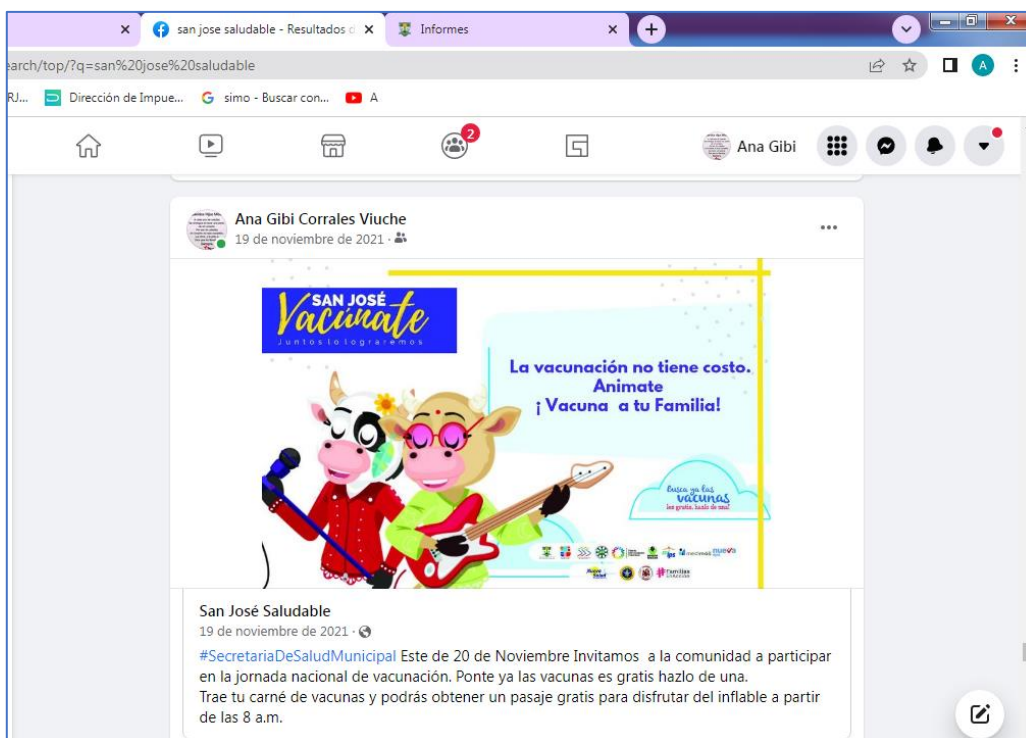 san jose saludable - Resultados d
Informes
earch/top/?q=san%20jose%20saludable
RJ...
Dirección de Impue...
simo - Buscar con...
A
A
2
Ana Gibi
Ana Gibi Corrales Viuche
19 de noviembre de 2021 ·
SAN JOSÉ
Vacúnate
Juntos lo lograremos
La vacunación no tiene costo.
Animate
¡ Vacuna a tu Familia!
Busca ya las
vacunas
nueva
Familias
San José Saludable
19 de noviembre de 2021 ·
#SecretariaDeSaludMunicipal Este de 20 de Noviembre Invitamos a la comunidad a participar
en la jornada nacional de vacunación. Ponte ya las vacunas es gratis hazlo de una.
Trae tu carné de vacunas y podrás obtener un pasaje gratis para disfrutar del inflable a partir
de las 8 a.m.